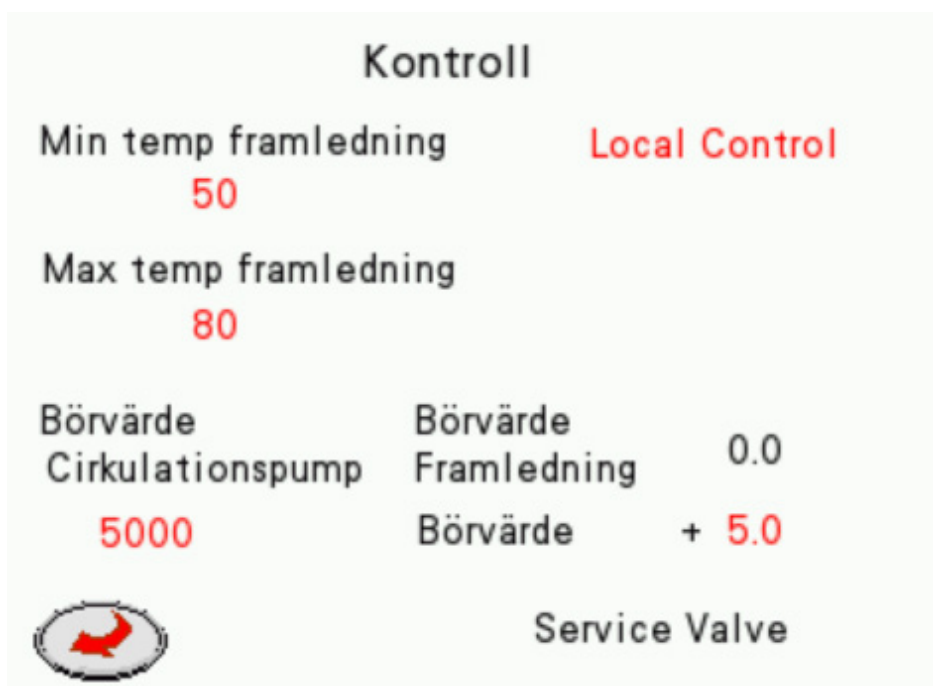 Kontroll
Min temp framledning
Local Control
50
Max temp framledning
80
Börvärde
Cirkulationspump
5000
Börvärde
Framledning
0.0
Börvärde + 5.0
Service Valve